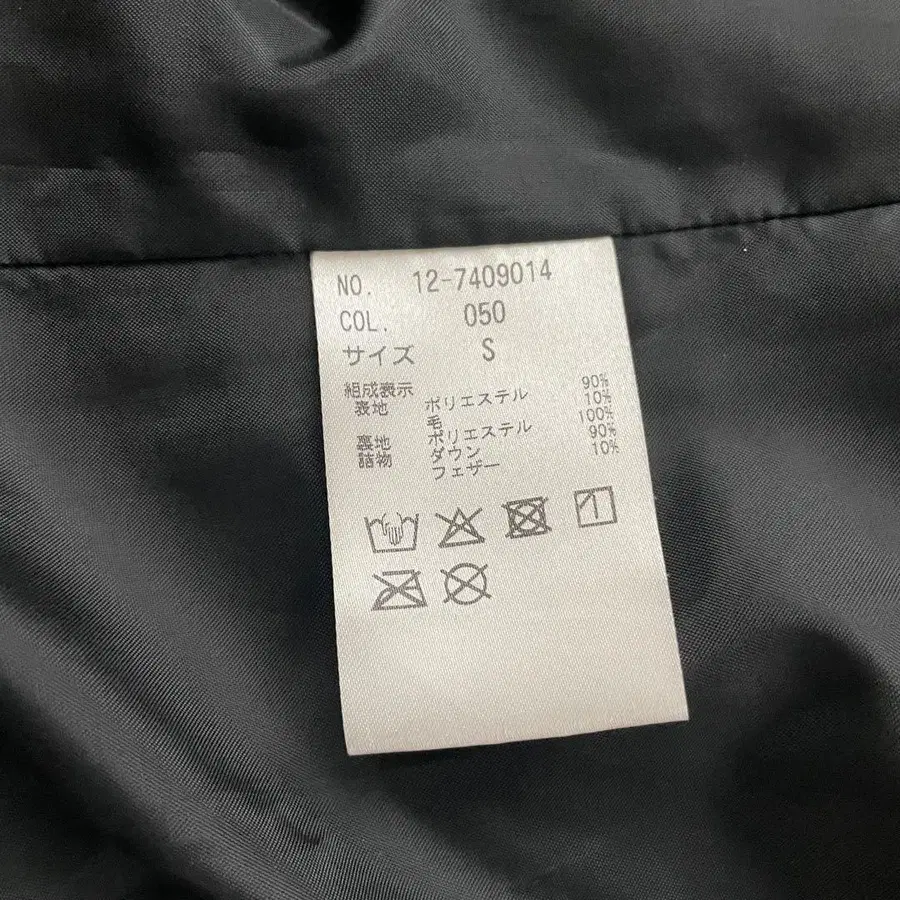 NO. 12-7409014
COL. 050
サイズ S
組成表示
表地 ポリエステル 90%
毛 10%
裏地 ポリエステル 100%
詰物 ダウン 90%
フェザー 10%